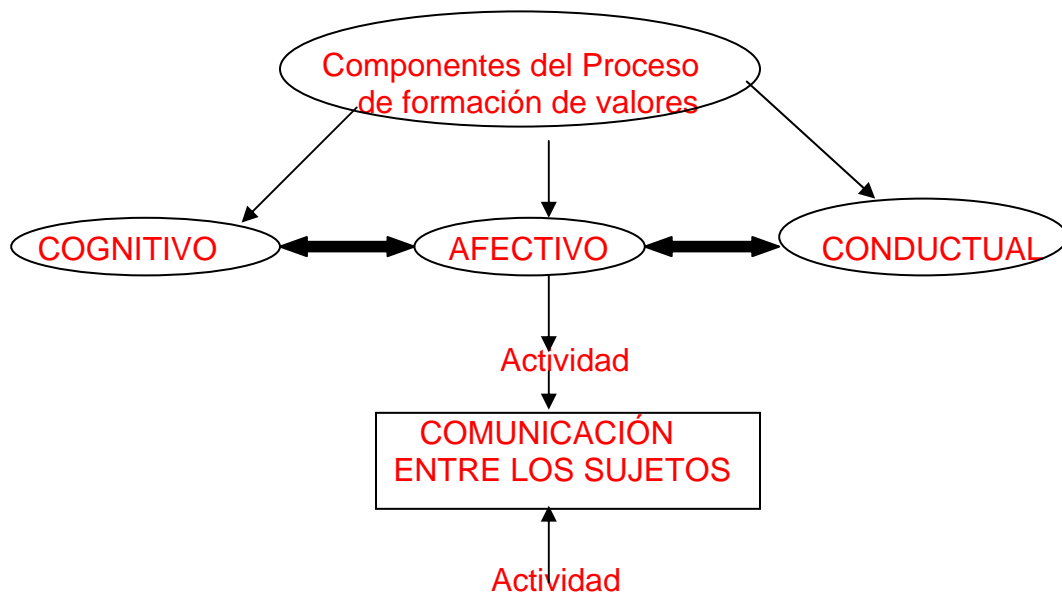 Componentes del Proceso
de formación de valores
COGNITIVO
AFECTIVO
CONDUCTUAL
Actividad
COMUNICACIÓN
ENTRE LOS SUJETOS
Actividad